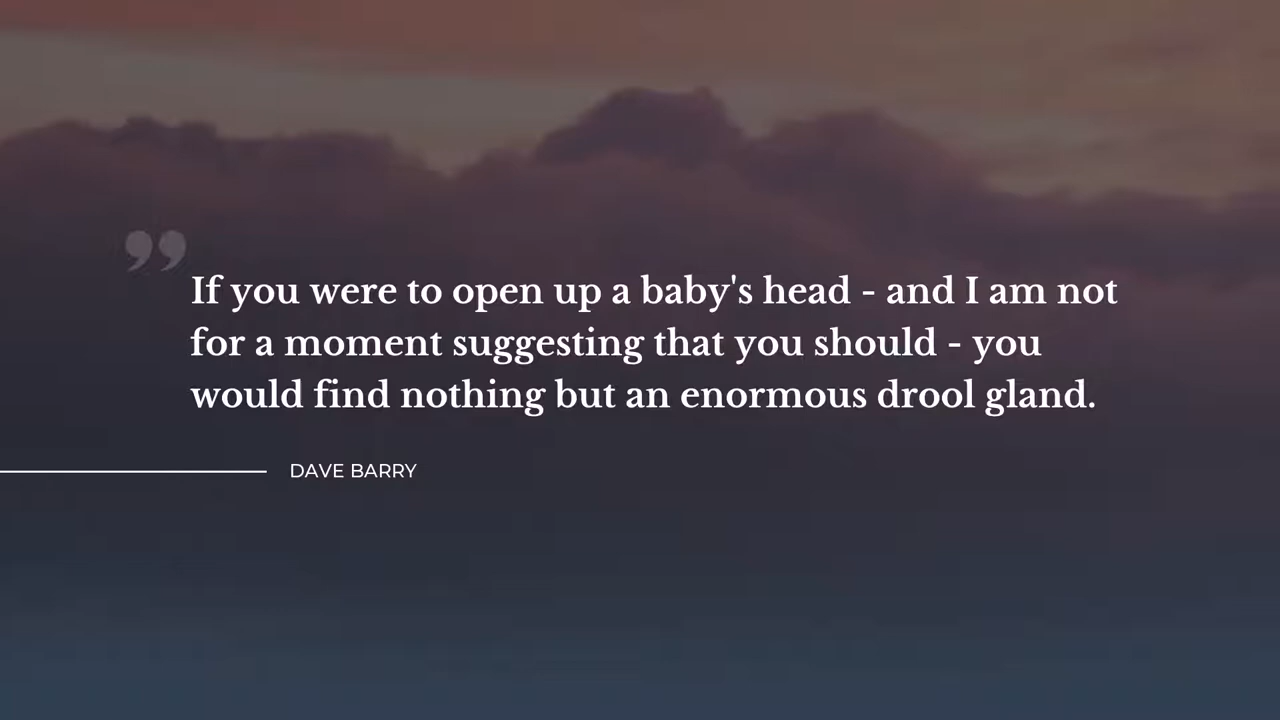 ”
If you were to open up a baby's head - and I am not
for a moment suggesting that you should - you
would find nothing but an enormous drool gland.
DAVE BARRY